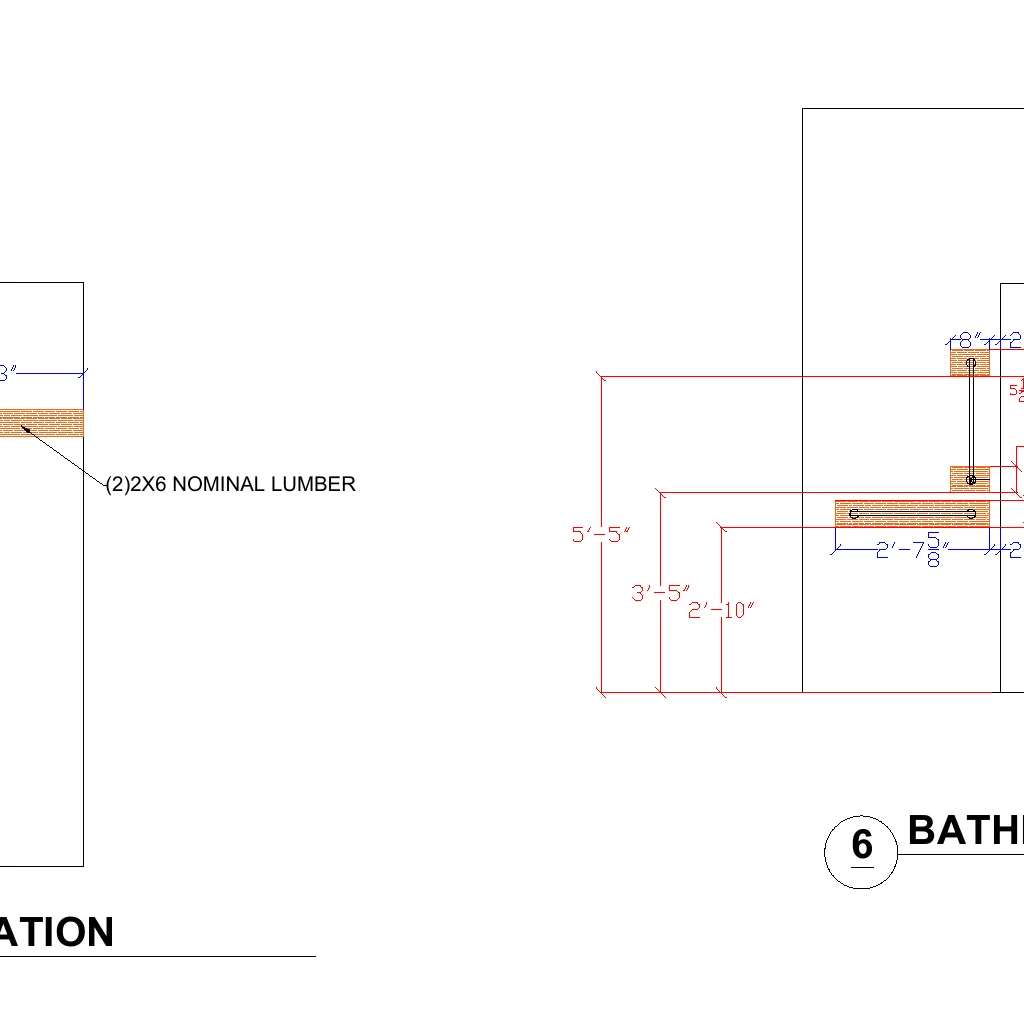 8"
3"
(2)2X6 NOMINAL LUMBER
5'-5"
2'-7 5/8"
3'-5"
2'-10"
6
BATH
ATION